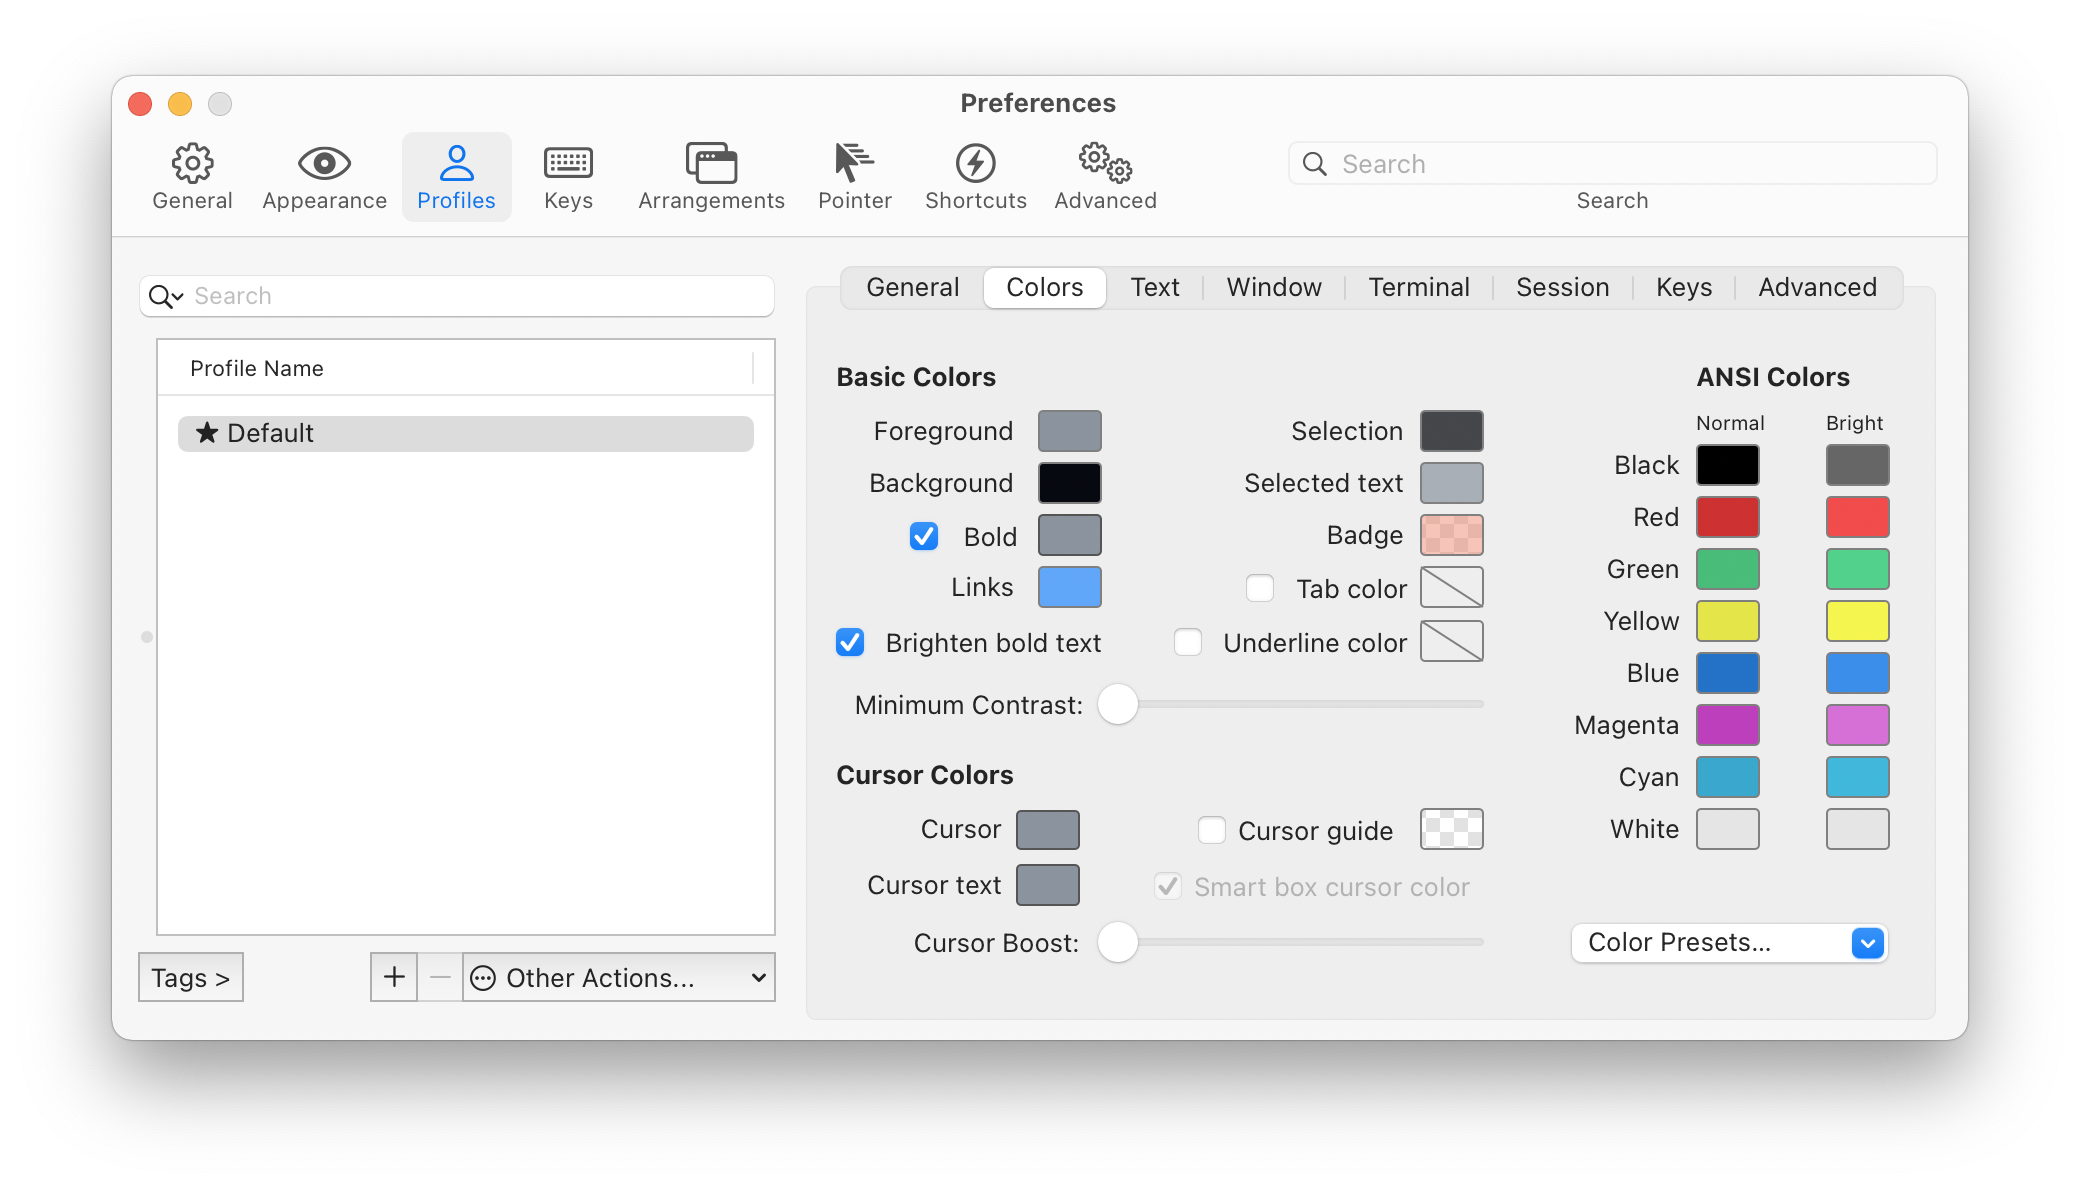 Preferences
General
Appearance
Profiles
Keys
Arrangements
Pointer
Shortcuts
Advanced
Search
Search
Search
Profile Name
★ Default
Tags >
+
−
Other Actions...
General
Colors
Text
Window
Terminal
Session
Keys
Advanced
Basic Colors
Foreground
Background
Bold
Links
Brighten bold text
Selection
Selected text
Badge
Tab color
Underline color
Minimum Contrast:
Cursor Colors
Cursor
Cursor text
Cursor guide
Smart box cursor color
Cursor Boost:
ANSI Colors
Normal Bright
Black
Red
Green
Yellow
Blue
Magenta
Cyan
White
Color Presets...